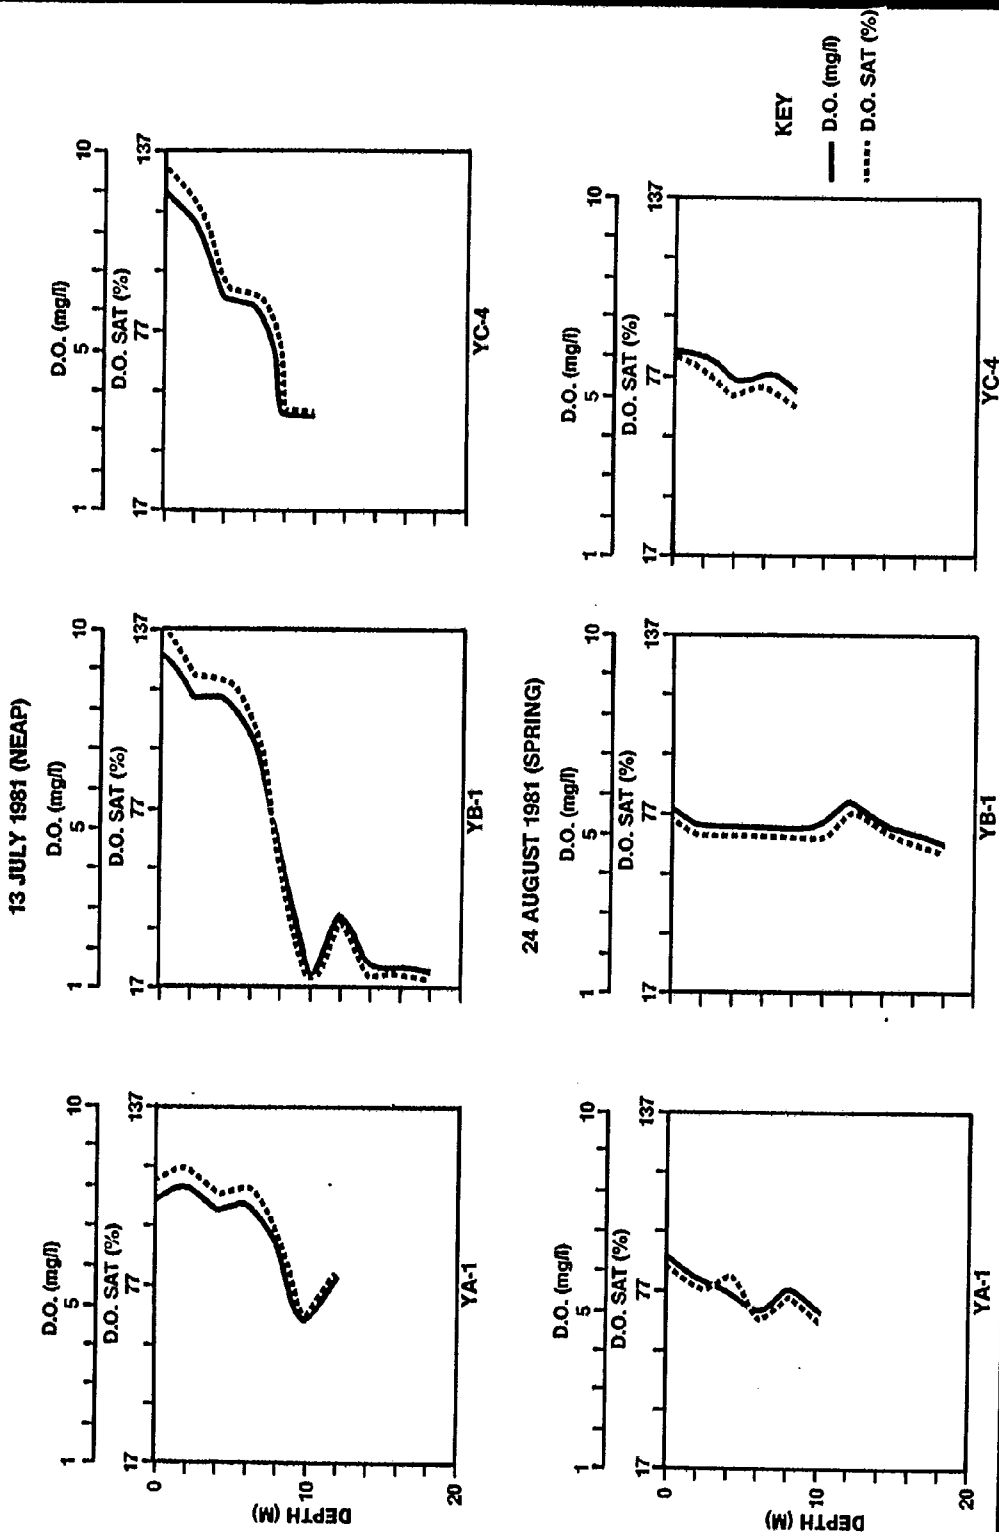 13 JULY 1981 (NEAP)
D.O. (mg/l)
1 5 10
D.O. SAT (%)
17 77 137
0
10
20
DEPTH (M)
YA-1
D.O. (mg/l)
1 5 10
D.O. SAT (%)
17 77 137
YB-1
D.O. (mg/l)
1 5 10
D.O. SAT (%)
17 77 137
YC-4
24 AUGUST 1981 (SPRING)
D.O. (mg/l)
1 5 10
D.O. SAT (%)
17 77 137
0
10
20
DEPTH (M)
YA-1
D.O. (mg/l)
1 5 10
D.O. SAT (%)
17 77 137
YB-1
D.O. (mg/l)
1 5 10
D.O. SAT (%)
17 77 137
YC-4
KEY
D.O. (mg/l)
D.O. SAT (%)